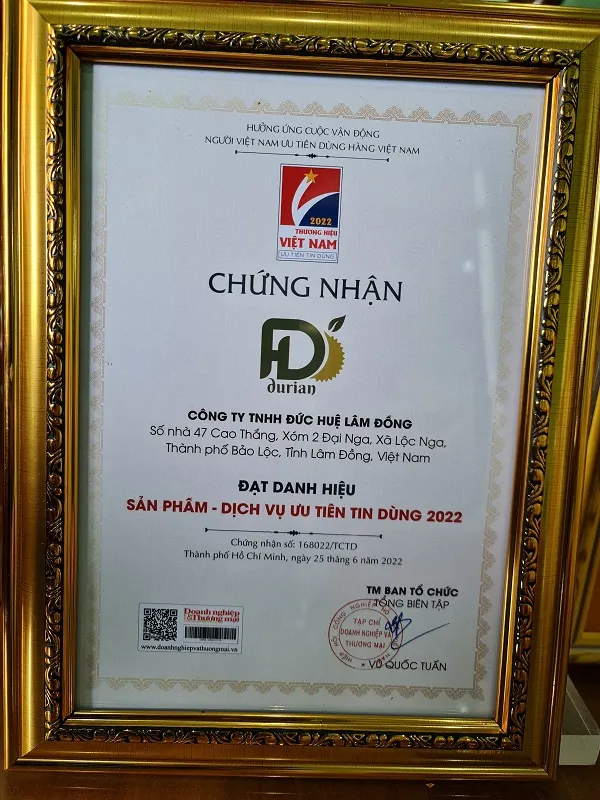 HƯỞNG ỨNG CUỘC VẬN ĐỘNG
NGƯỜI VIỆT NAM ƯU TIÊN DÙNG HÀNG VIỆT NAM
2022
THƯƠNG HIỆU
VIỆT NAM
ƯU TIÊN TIN DÙNG
CHỨNG NHẬN
HD
durian
CÔNG TY TNHH ĐỨC HUỆ LÂM ĐỒNG
Số nhà 47 Cao Thắng, Xóm 2 Đại Nga, Xã Lộc Nga,
Thành phố Bảo Lộc, Tỉnh Lâm Đồng, Việt Nam
ĐẠT DANH HIỆU
SẢN PHẨM - DỊCH VỤ ƯU TIÊN TIN DÙNG 2022
Chứng nhận số: 168022/TCTD
Thành phố Hồ Chí Minh, ngày 25 tháng 6 năm 2022
TM BAN TỔ CHỨC
TỔNG BIÊN TẬP
TẠP CHÍ
DOANH NGHIỆP VÀ
THƯƠNG MẠI
VŨ QUỐC TUẤN
Doanh nghiệp
&Thương mại
www.doanhnghiepvathuongmai.vn